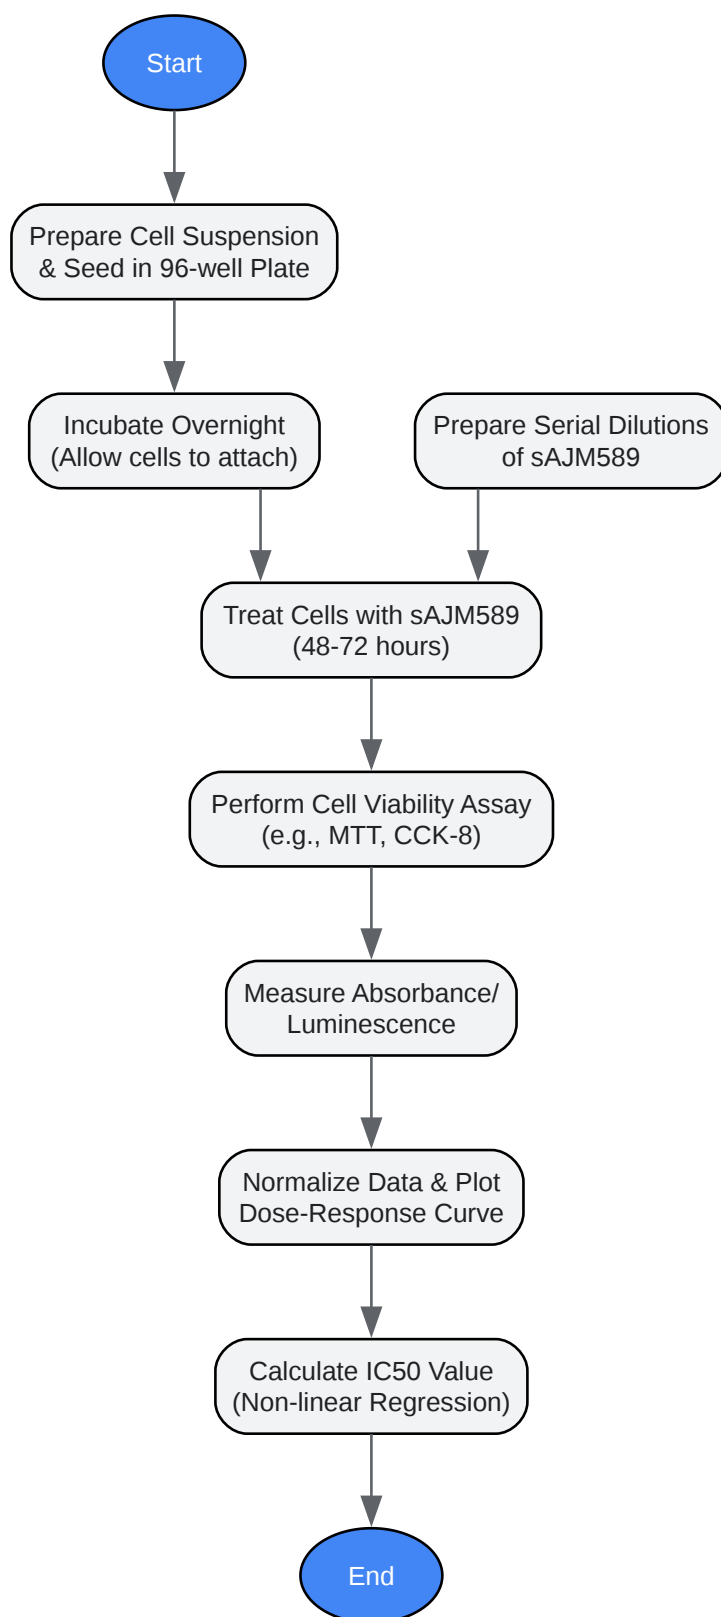 Start
Prepare Cell Suspension
& Seed in 96-well Plate
Incubate Overnight
(Allow cells to attach)
Prepare Serial Dilutions
of sAJM589
Treat Cells with sAJM589
(48-72 hours)
Perform Cell Viability Assay
(e.g., MTT, CCK-8)
Measure Absorbance/
Luminescence
Normalize Data & Plot
Dose-Response Curve
Calculate IC50 Value
(Non-linear Regression)
End